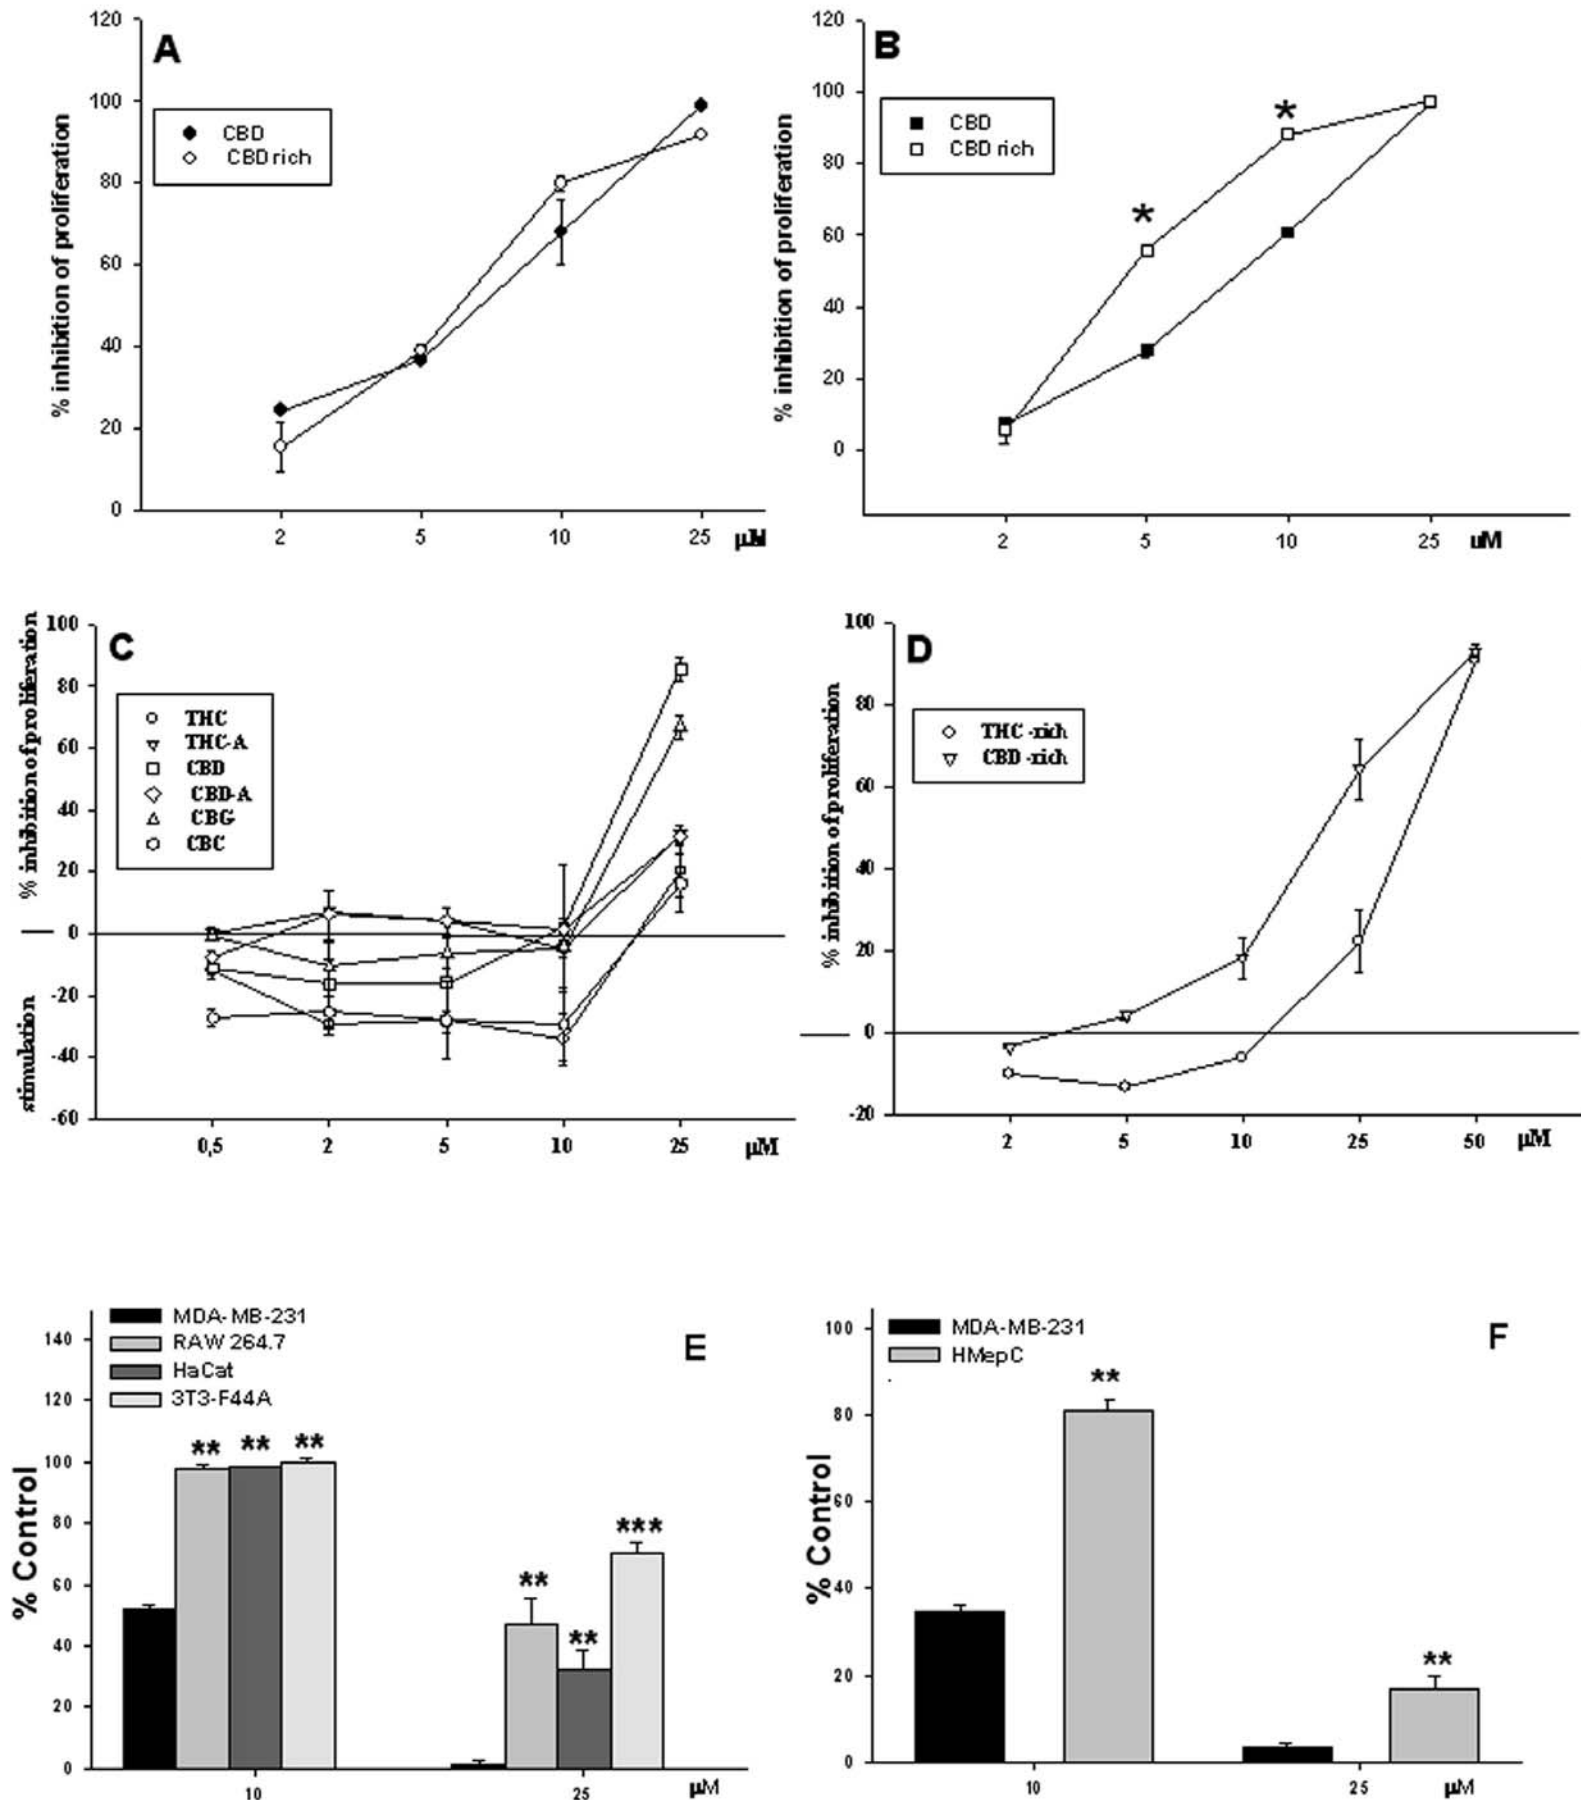 A
% inhibition of proliferation
120
100
80
60
40
20
0
CBD
CBD rich
2 5 10 25 µM
B
% inhibition of proliferation
120
100
80
60
40
20
0
CBD
CBD rich
*
*
2 5 10 25 uM
C
% inhibition of proliferation
stimulation
100
80
60
40
20
0
-20
-40
-60
THC
THC-A
CBD
CBD-A
CBG
CBC
0,5 2 5 10 25 µM
D
% inhibition of proliferation
100
80
60
40
20
0
-20
THC -rich
CBD -rich
2 5 10 25 50 µM
E
% Control
MDA-MB-231
RAW 264.7
HaCat
3T3-F44A
140
120
100
80
60
40
20
0
** ** **
** ** ***
10 25 µM
F
% Control
MDA-MB-231
HMepC
100
80
60
40
20
0
**
**
10 25 µM